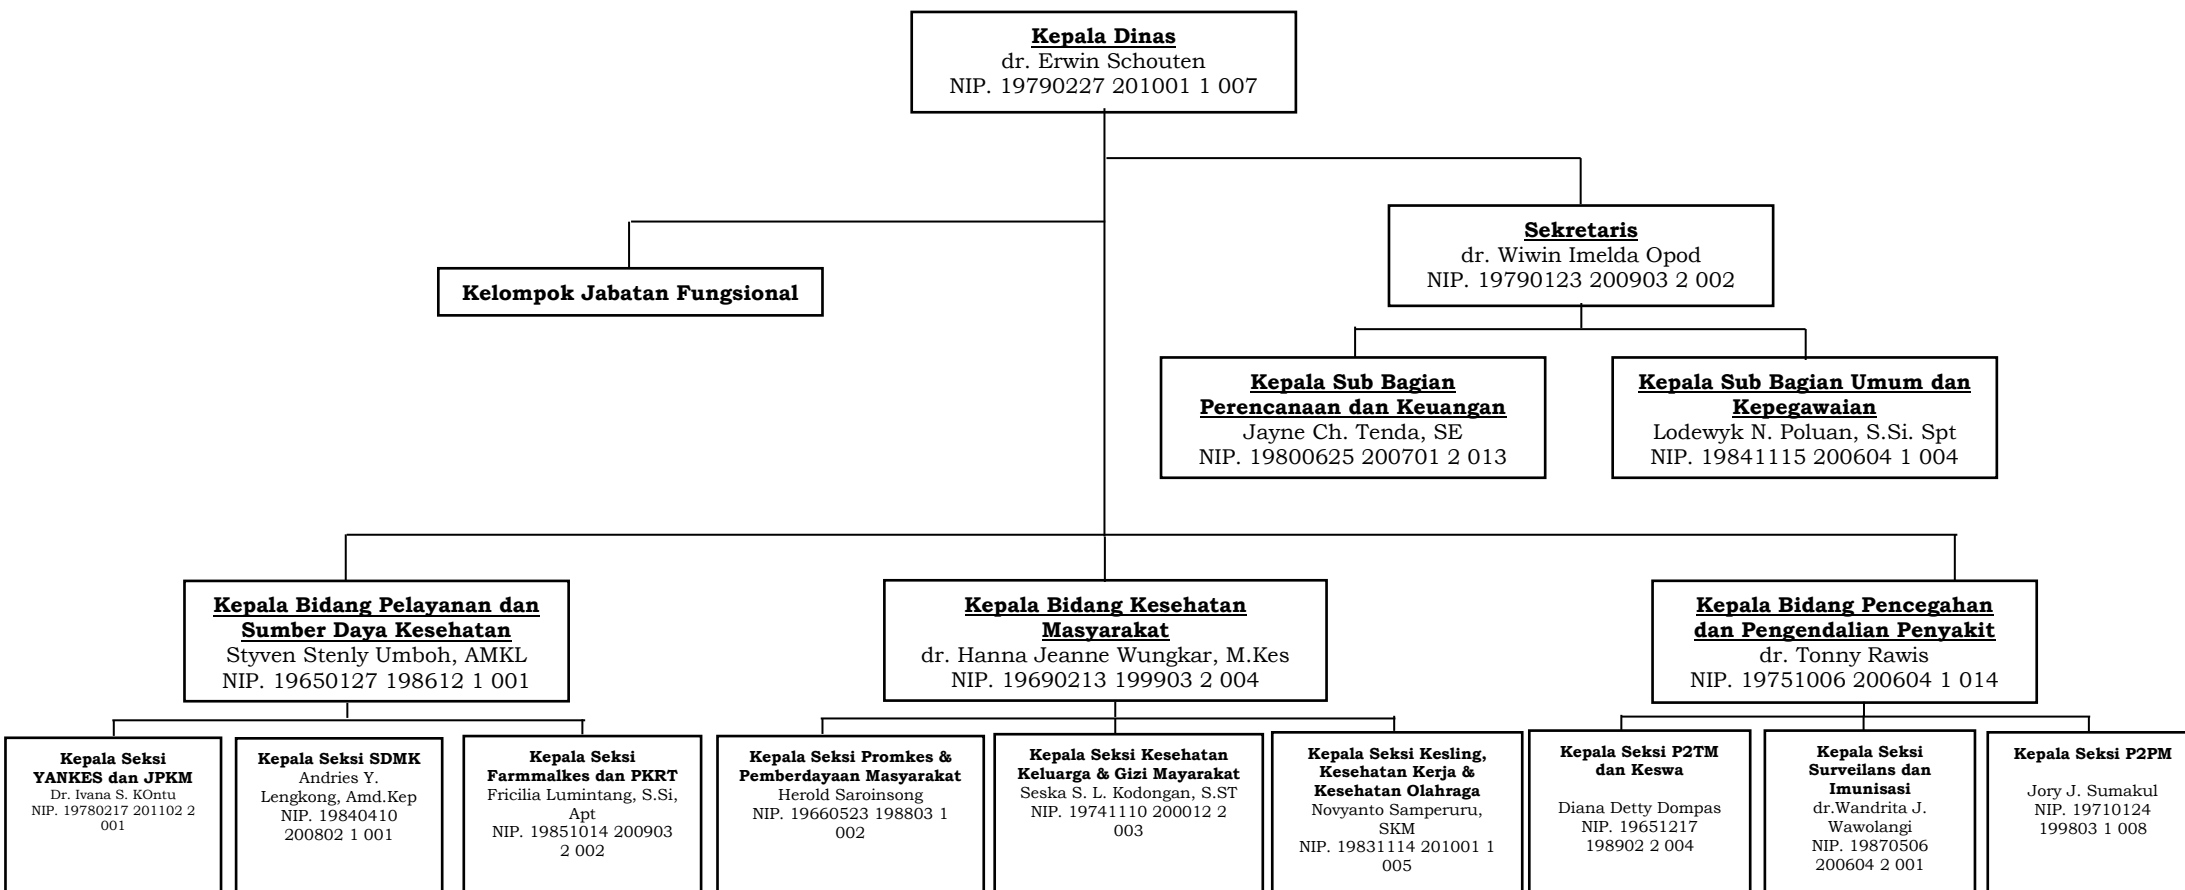 Kepala Dinas
dr. Erwin Schouten
NIP. 19790227 201001 1 007
Sekretaris
dr. Wiwin Imelda Opod
NIP. 19790123 200903 2 002
Kelompok Jabatan Fungsional
Kepala Sub Bagian
Perencanaan dan Keuangan
Jayne Ch. Tenda, SE
NIP. 19800625 200701 2 013
Kepala Sub Bagian Umum dan
Kepegawaian
Lodewyk N. Poluan, S.Si. Spt
NIP. 19841115 200604 1 004
Kepala Bidang Pelayanan dan
Sumber Daya Kesehatan
Styven Stenly Umboh, AMKL
NIP. 19650127 198612 1 001
Kepala Bidang Kesehatan
Masyarakat
dr. Hanna Jeanne Wungkar, M.Kes
NIP. 19690213 199903 2 004
Kepala Bidang Pencegahan
dan Pengendalian Penyakit
dr. Tonny Rawis
NIP. 19751006 200604 1 014
Kepala Seksi
YANKES dan JPKM
Dr. Ivana S. KOntu
NIP. 19780217 201102 2
001
Kepala Seksi SDMK
Andries Y.
Lengkong, Amd.Kep
NIP. 19840410
200802 1 001
Kepala Seksi
Farmmalkes dan PKRT
Fricilia Lumintang, S.Si,
Apt
NIP. 19851014 200903
2 002
Kepala Seksi Promkes &
Pemberdayaan Masyarakat
Herold Saroinsong
NIP. 19660523 198803 1
002
Kepala Seksi Kesehatan
Keluarga & Gizi Mayarakat
Seska S. L. Kodongan, S.ST
NIP. 19741110 200012 2
003
Kepala Seksi Kesling,
Kesehatan Kerja &
Kesehatan Olahraga
Novyanto Samperuru,
SKM
NIP. 19831114 201001 1
005
Kepala Seksi P2TM
dan Keswa
Diana Detty Dompas
NIP. 19651217
198902 2 004
Kepala Seksi
Surveilans dan
Imunisasi
dr.Wandrita J.
Wawolangi
NIP. 19870506
200604 2 001
Kepala Seksi P2PM
Jory J. Sumakul
NIP. 19710124
199803 1 008